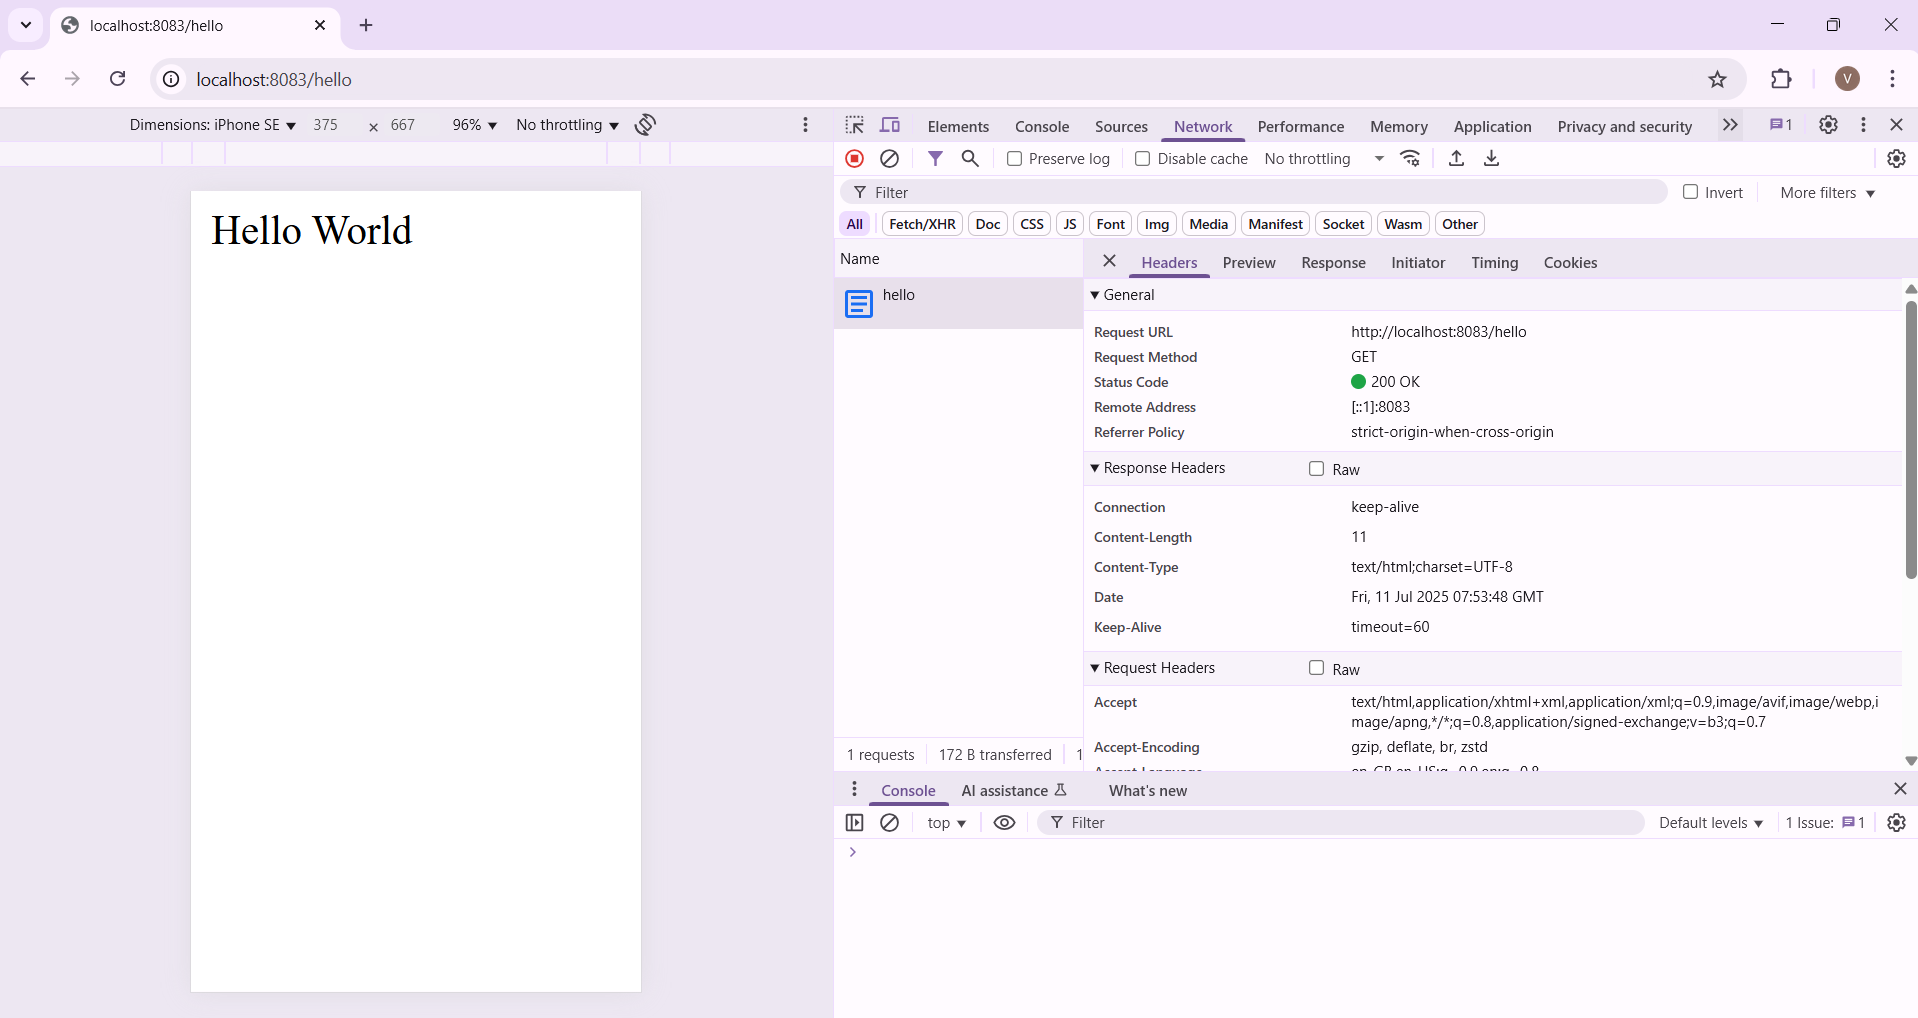 localhost:8083/hello
localhost:8083/hello
V
Dimensions: iPhone SE 375 × 667 96% No throttling
Hello World
Elements Console Sources Network Performance Memory Application Privacy and security 1
Preserve log Disable cache No throttling
Filter Invert More filters
All Fetch/XHR Doc CSS JS Font Img Media Manifest Socket Wasm Other
Name
hello
1 requests 172 B transferred 1
Headers Preview Response Initiator Timing Cookies
General
Request URL http://localhost:8083/hello
Request Method GET
Status Code 200 OK
Remote Address [::1]:8083
Referrer Policy strict-origin-when-cross-origin
Response Headers Raw
Connection keep-alive
Content-Length 11
Content-Type text/html;charset=UTF-8
Date Fri, 11 Jul 2025 07:53:48 GMT
Keep-Alive timeout=60
Request Headers Raw
Accept text/html,application/xhtml+xml,application/xml;q=0.9,image/avif,image/webp,i
mage/apng,*/*;q=0.8,application/signed-exchange;v=b3;q=0.7
Accept-Encoding gzip, deflate, br, zstd
Console AI assistance What's new
top Filter Default levels 1 Issue: 1